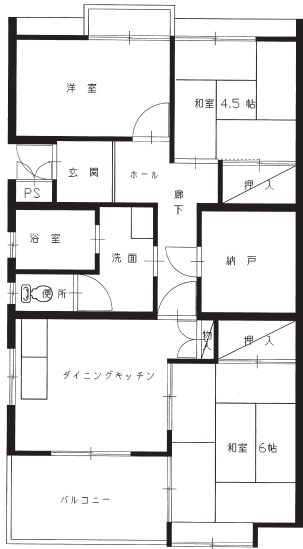 洋室
和室 4.5 帖
玄関
ホール
廊下
押入
PS
浴室
洗面
納戸
便所
物入
押入
ダイニングキッチン
和室 6帖
バルコニー